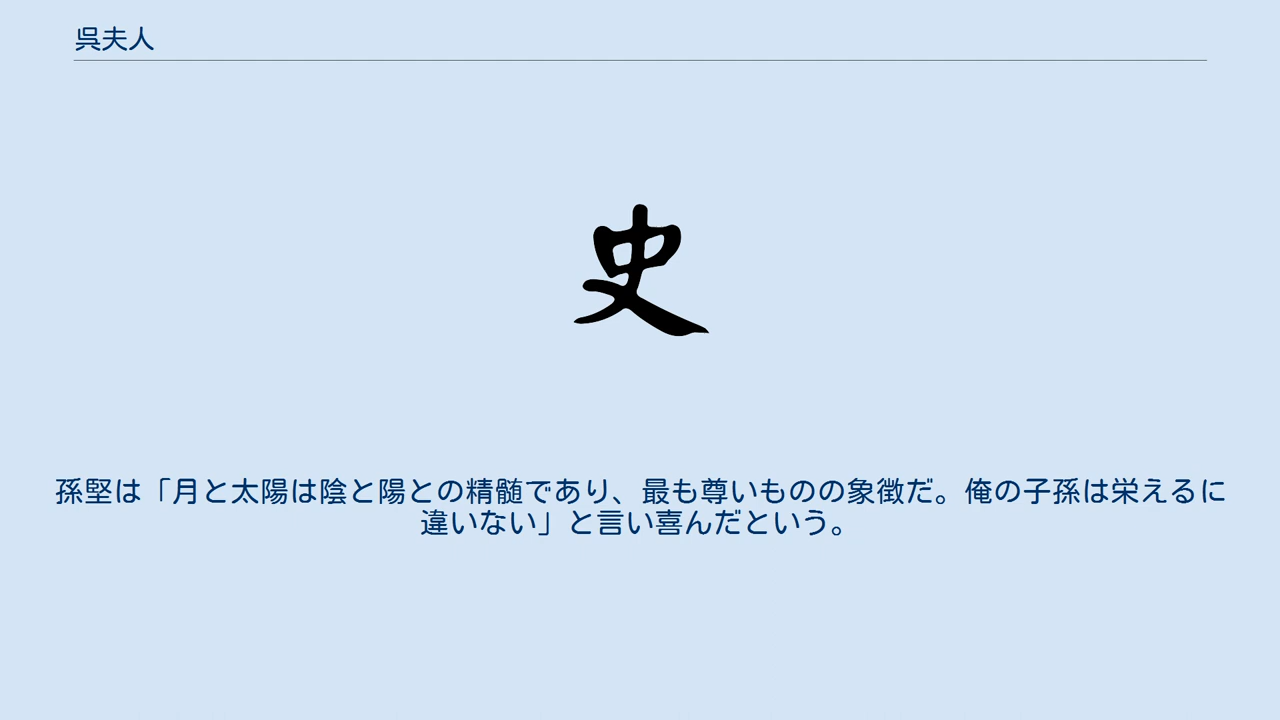 呉夫人
史
孫堅は「月と太陽は陰と陽との精髄であり、最も尊いものの象徴だ。俺の子孫は栄えるに
違いない」と言い喜んだという。